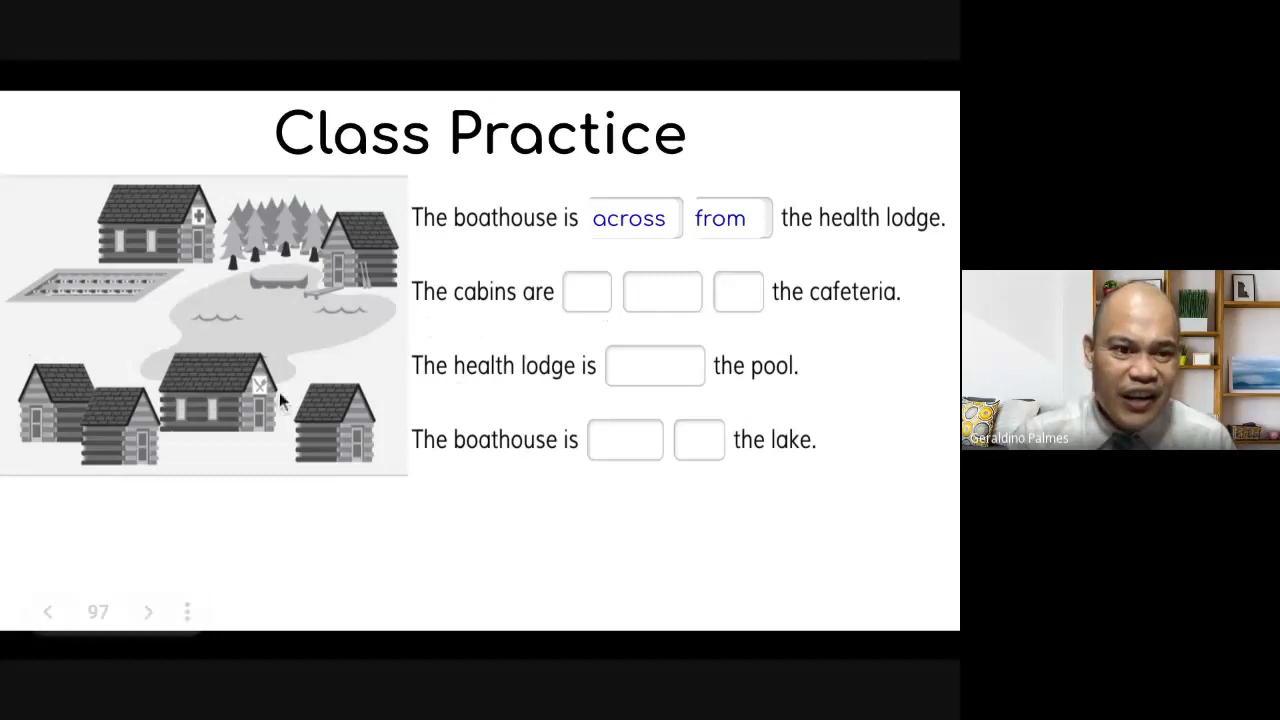 Class Practice
The boathouse is across from the health lodge.
The cabins are the cafeteria.
The health lodge is the pool.
The boathouse is the lake.
97
Geraldino Palmes